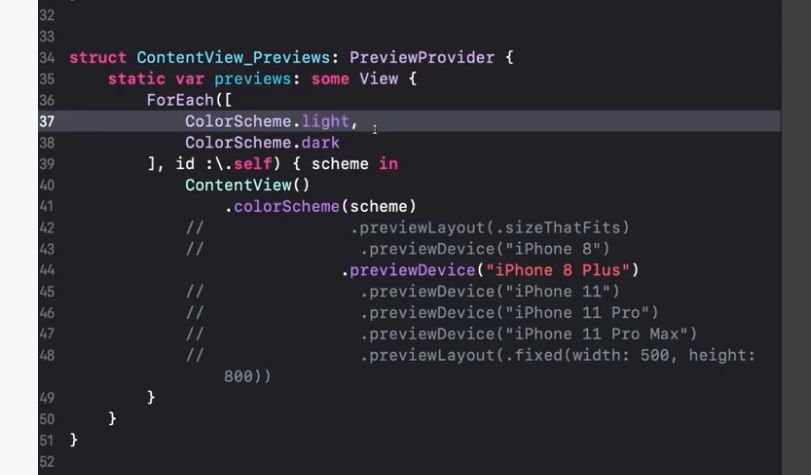 32
33
34 struct ContentView_Previews: PreviewProvider {
35 static var previews: some View {
36 ForEach([
37 ColorScheme.light,
38 ColorScheme.dark
39 ], id :\.self) { scheme in
40 ContentView()
41 .colorScheme(scheme)
42 // .previewLayout(.sizeThatFits)
43 // .previewDevice("iPhone 8")
44 .previewDevice("iPhone 8 Plus")
45 // .previewDevice("iPhone 11")
46 // .previewDevice("iPhone 11 Pro")
47 // .previewDevice("iPhone 11 Pro Max")
48 // .previewLayout(.fixed(width: 500, height:
800))
49 }
50 }
51 }
52